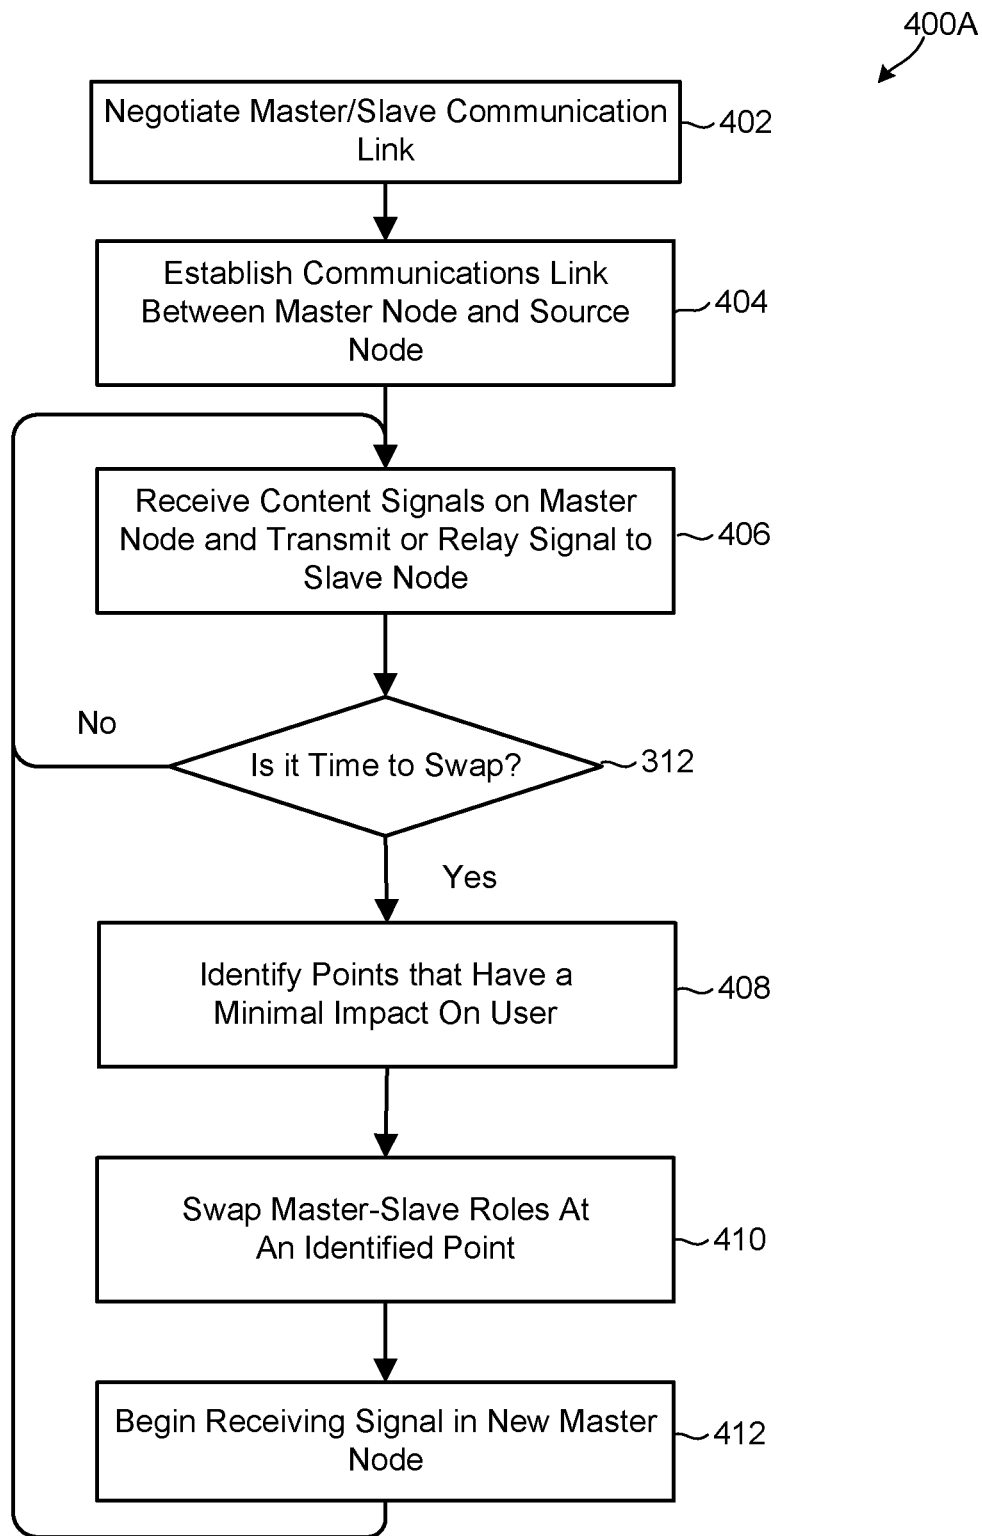 400A
Negotiate Master/Slave Communication
Link
402
Establish Communications Link
Between Master Node and Source
Node
404
Receive Content Signals on Master
Node and Transmit or Relay Signal to
Slave Node
406
No
Is it Time to Swap?
312
Yes
Identify Points that Have a
Minimal Impact On User
408
Swap Master-Slave Roles At
An Identified Point
410
Begin Receiving Signal in New Master
Node
412